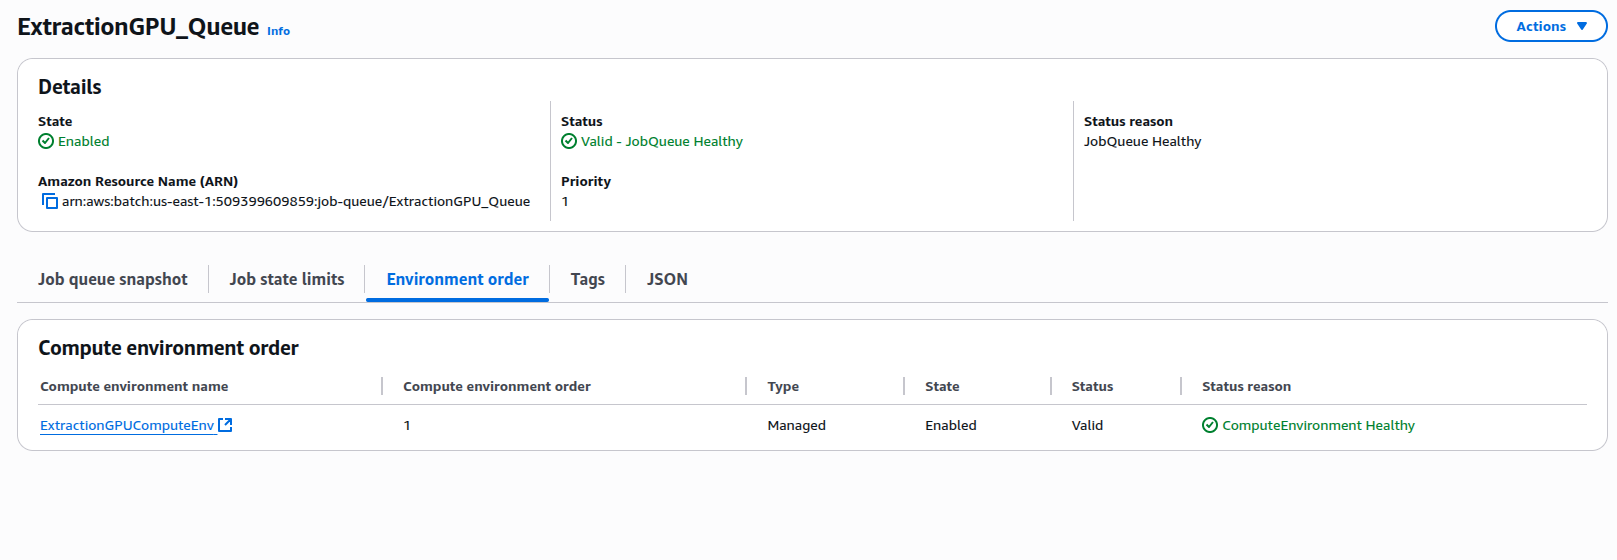 ExtractionGPU_Queue Info
Actions
Details
State
Enabled
Status
Valid - JobQueue Healthy
Status reason
JobQueue Healthy
Amazon Resource Name (ARN)
arn:aws:batch:us-east-1:509399609859:job-queue/ExtractionGPU_Queue
Priority
1
Job queue snapshot Job state limits Environment order Tags JSON
Compute environment order
Compute environment name Compute environment order Type State Status Status reason
ExtractionGPUComputeEnv 1 Managed Enabled Valid ComputeEnvironment Healthy